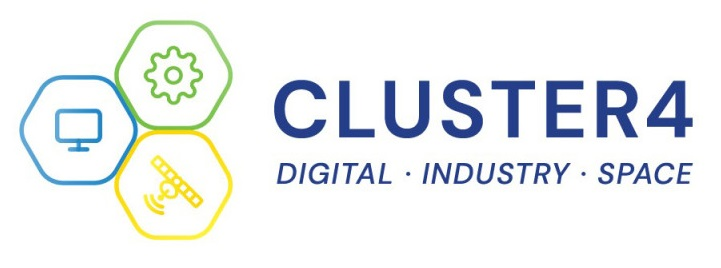 CLUSTER4
DIGITAL · INDUSTRY · SPACE